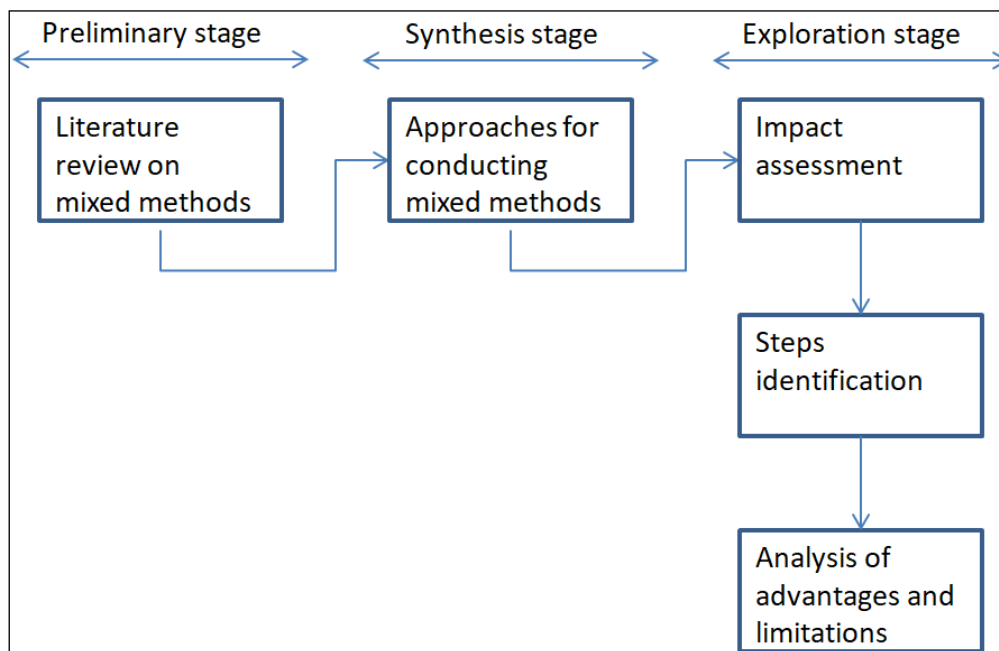 Preliminary stage
Synthesis stage
Exploration stage
Literature
review on
mixed methods
Approaches for
conducting
mixed methods
Impact
assessment
Steps
identification
Analysis of
advantages and
limitations